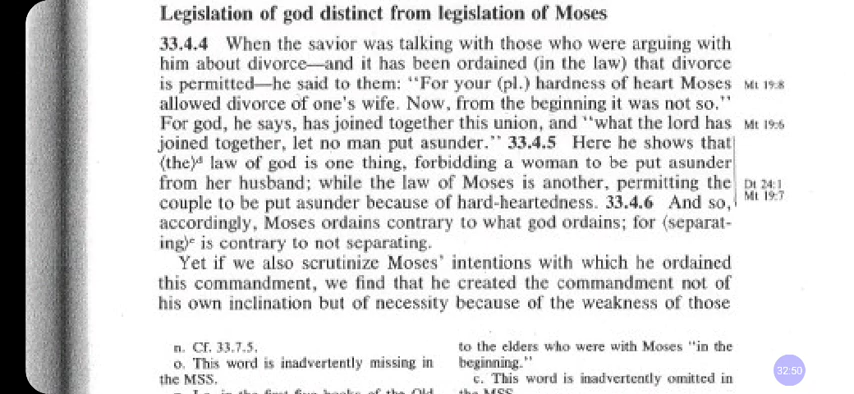 Legislation of god distinct from legislation of Moses
33.4.4 When the savior was talking with those who were arguing with
him about divorce—and it has been ordained (in the law) that divorce
is permitted—he said to them: “For your (pl.) hardness of heart Moses Mt 19:8
allowed divorce of one's wife. Now, from the beginning it was not so.”
For god, he says, has joined together this union, and “what the lord has Mt 19:6
joined together, let no man put asunder.” 33.4.5 Here he shows that
⟨the⟩d law of god is one thing, forbidding a woman to be put asunder
from her husband; while the law of Moses is another, permitting the Dt 24:1
couple to be put asunder because of hard-heartedness. 33.4.6 And so, Mt 19:7
accordingly, Moses ordains contrary to what god ordains; for ⟨separat-
ing⟩e is contrary to not separating.
Yet if we also scrutinize Moses' intentions with which he ordained
this commandment, we find that he created the commandment not of
his own inclination but of necessity because of the weakness of those
n. Cf. 33.7.5.
o. This word is inadvertently missing in
the MSS.
to the elders who were with Moses “in the
beginning.”
c. This word is inadvertently omitted in
the MSS.
32:50